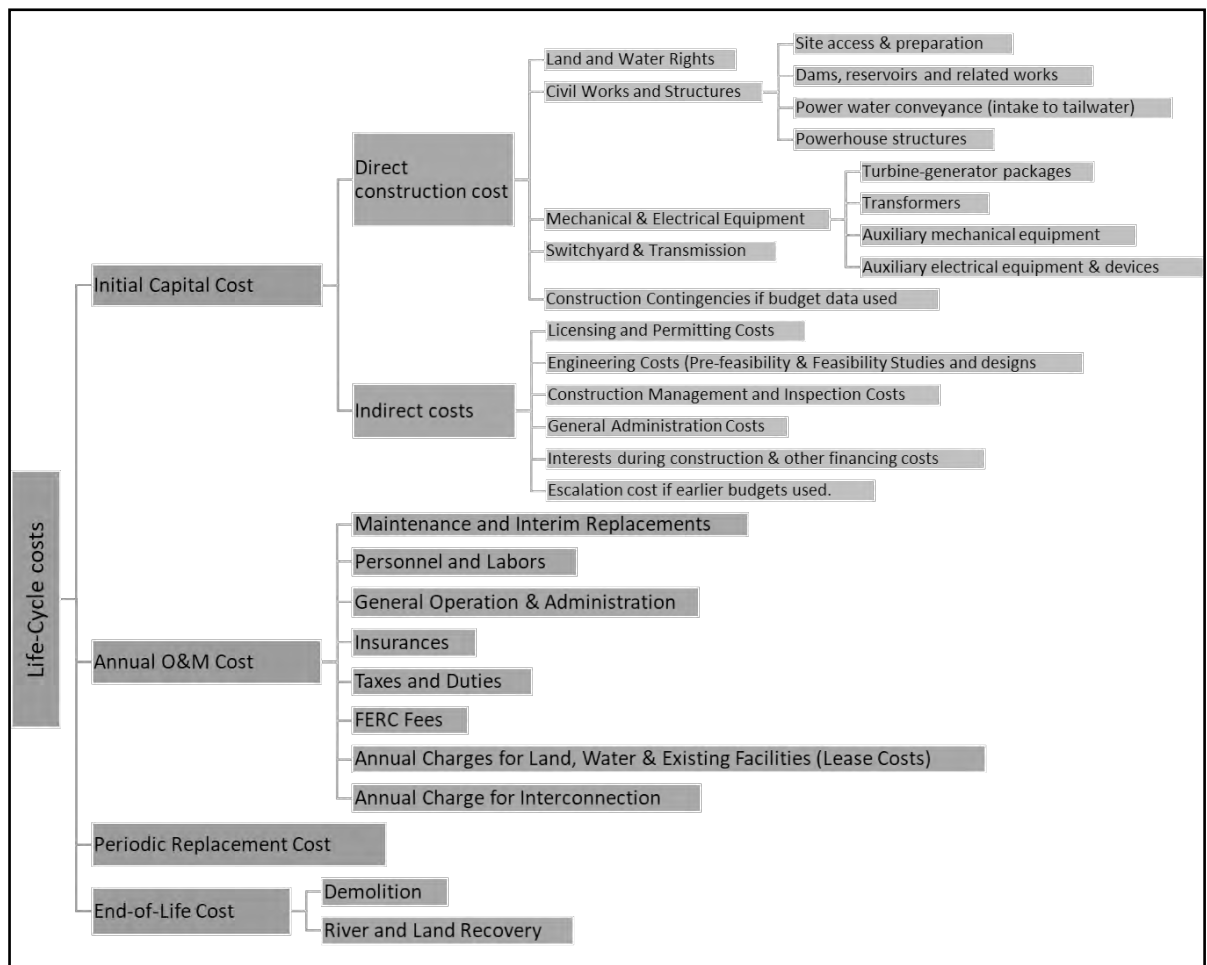 Life-Cycle costs
Initial Capital Cost
Direct
construction cost
Land and Water Rights
Civil Works and Structures
Site access & preparation
Dams, reservoirs and related works
Power water conveyance (intake to tailwater)
Powerhouse structures
Mechanical & Electrical Equipment
Turbine-generator packages
Transformers
Auxiliary mechanical equipment
Auxiliary electrical equipment & devices
Switchyard & Transmission
Construction Contingencies if budget data used
Indirect costs
Licensing and Permitting Costs
Engineering Costs (Pre-feasibility & Feasibility Studies and designs
Construction Management and Inspection Costs
General Administration Costs
Interests during construction & other financing costs
Escalation cost if earlier budgets used.
Annual O&M Cost
Maintenance and Interim Replacements
Personnel and Labors
General Operation & Administration
Insurances
Taxes and Duties
FERC Fees
Annual Charges for Land, Water & Existing Facilities (Lease Costs)
Annual Charge for Interconnection
Periodic Replacement Cost
End-of-Life Cost
Demolition
River and Land Recovery